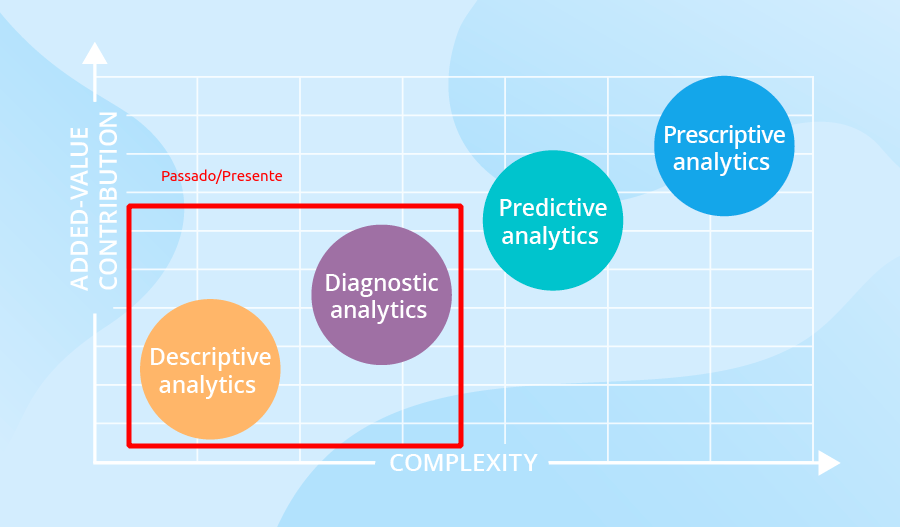 ADDED-VALUE
CONTRIBUTION
Passado/Presente
Prescriptive
analytics
Predictive
analytics
Diagnostic
analytics
Descriptive
analytics
COMPLEXITY